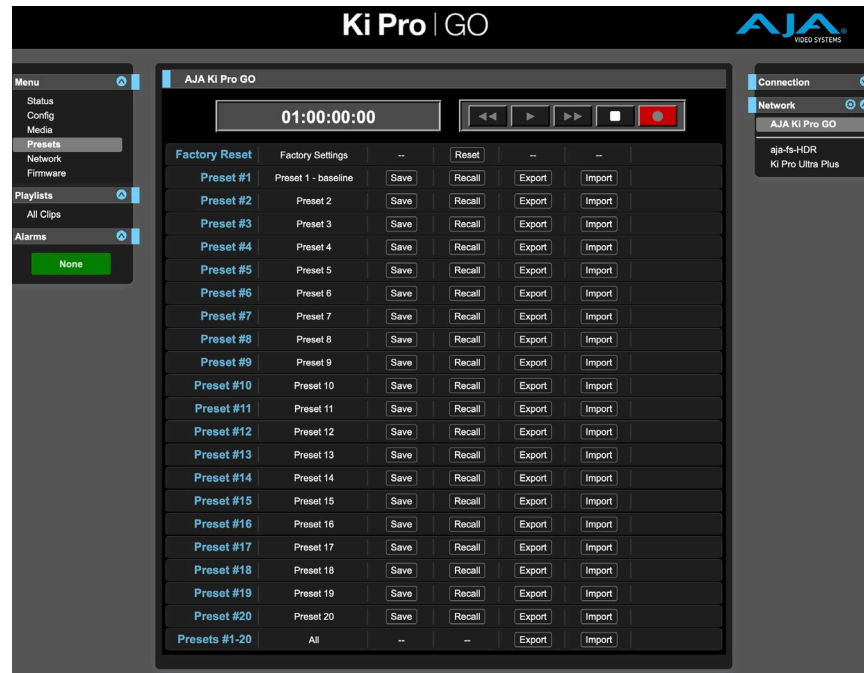 Ki Pro | GO
AJA
VIDEO SYSTEMS
Menu
Status
Config
Media
Presets
Network
Firmware
Playlists
All Clips
Alarms
None
AJA Ki Pro GO
01:00:00:00
Factory Reset Factory Settings -- Reset -- --
Preset #1 Preset 1 - baseline Save Recall Export Import
Preset #2 Preset 2 Save Recall Export Import
Preset #3 Preset 3 Save Recall Export Import
Preset #4 Preset 4 Save Recall Export Import
Preset #5 Preset 5 Save Recall Export Import
Preset #6 Preset 6 Save Recall Export Import
Preset #7 Preset 7 Save Recall Export Import
Preset #8 Preset 8 Save Recall Export Import
Preset #9 Preset 9 Save Recall Export Import
Preset #10 Preset 10 Save Recall Export Import
Preset #11 Preset 11 Save Recall Export Import
Preset #12 Preset 12 Save Recall Export Import
Preset #13 Preset 13 Save Recall Export Import
Preset #14 Preset 14 Save Recall Export Import
Preset #15 Preset 15 Save Recall Export Import
Preset #16 Preset 16 Save Recall Export Import
Preset #17 Preset 17 Save Recall Export Import
Preset #18 Preset 18 Save Recall Export Import
Preset #19 Preset 19 Save Recall Export Import
Preset #20 Preset 20 Save Recall Export Import
Presets #1-20 All -- -- Export Import
Connection
Network
AJA Ki Pro GO
aja-fs-HDR
Ki Pro Ultra Plus